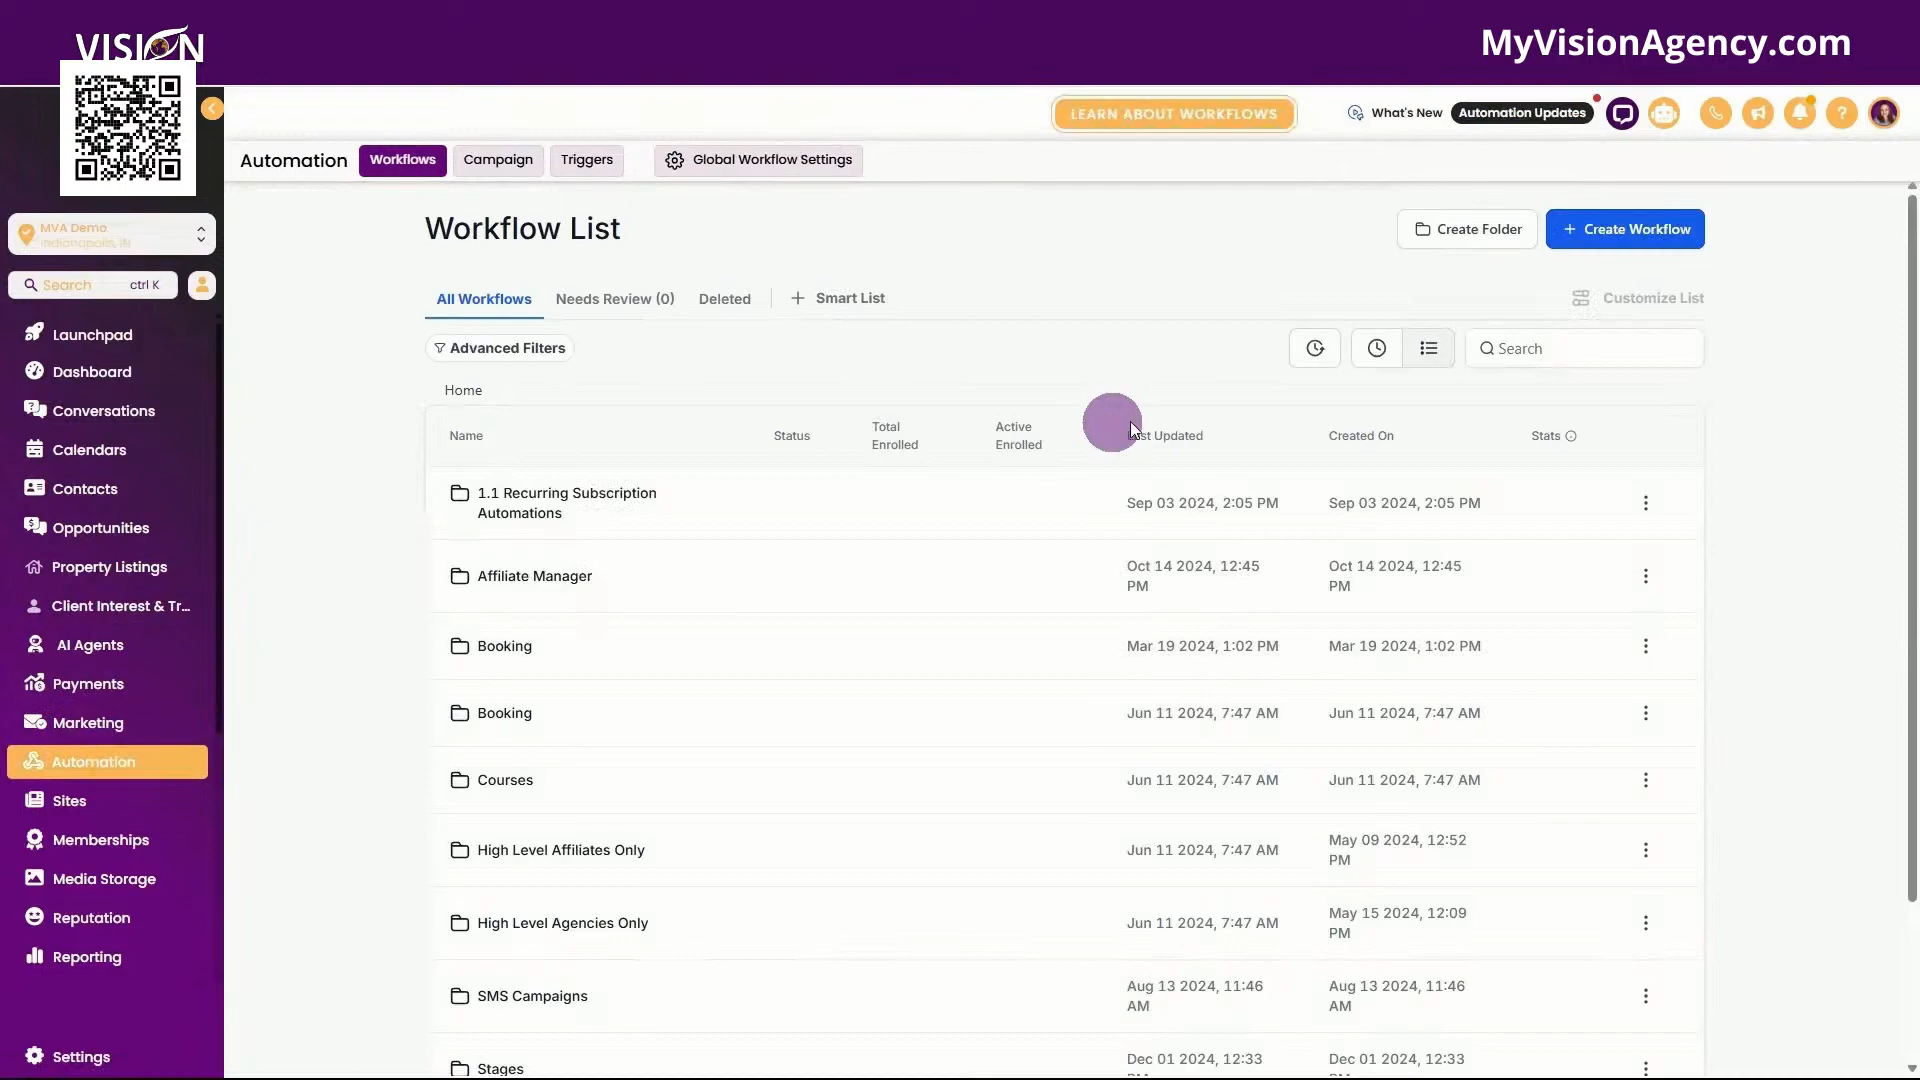 VISION
MyVisionAgency.com
LEARN ABOUT WORKFLOWS
What's New
Automation Updates
Automation
Workflows
Campaign
Triggers
Global Workflow Settings
MVA Demo
Indianapolis, IN
Search
ctrl K
Launchpad
Dashboard
Conversations
Calendars
Contacts
Opportunities
Property Listings
Client Interest & Tr...
AI Agents
Payments
Marketing
Automation
Sites
Memberships
Media Storage
Reputation
Reporting
Settings
Workflow List
Create Folder
+ Create Workflow
All Workflows
Needs Review (0)
Deleted
+ Smart List
Customize List
Advanced Filters
Search
Home
Name
Status
Total
Enrolled
Active
Enrolled
st Updated
Created On
Stats
1.1 Recurring Subscription
Automations
Sep 03 2024, 2:05 PM
Sep 03 2024, 2:05 PM
Affiliate Manager
Oct 14 2024, 12:45
PM
Oct 14 2024, 12:45
PM
Booking
Mar 19 2024, 1:02 PM
Mar 19 2024, 1:02 PM
Booking
Jun 11 2024, 7:47 AM
Jun 11 2024, 7:47 AM
Courses
Jun 11 2024, 7:47 AM
Jun 11 2024, 7:47 AM
High Level Affiliates Only
Jun 11 2024, 7:47 AM
May 09 2024, 12:52
PM
High Level Agencies Only
Jun 11 2024, 7:47 AM
May 15 2024, 12:09
PM
SMS Campaigns
Aug 13 2024, 11:46
AM
Aug 13 2024, 11:46
AM
Stages
Dec 01 2024, 12:33
Dec 01 2024, 12:33